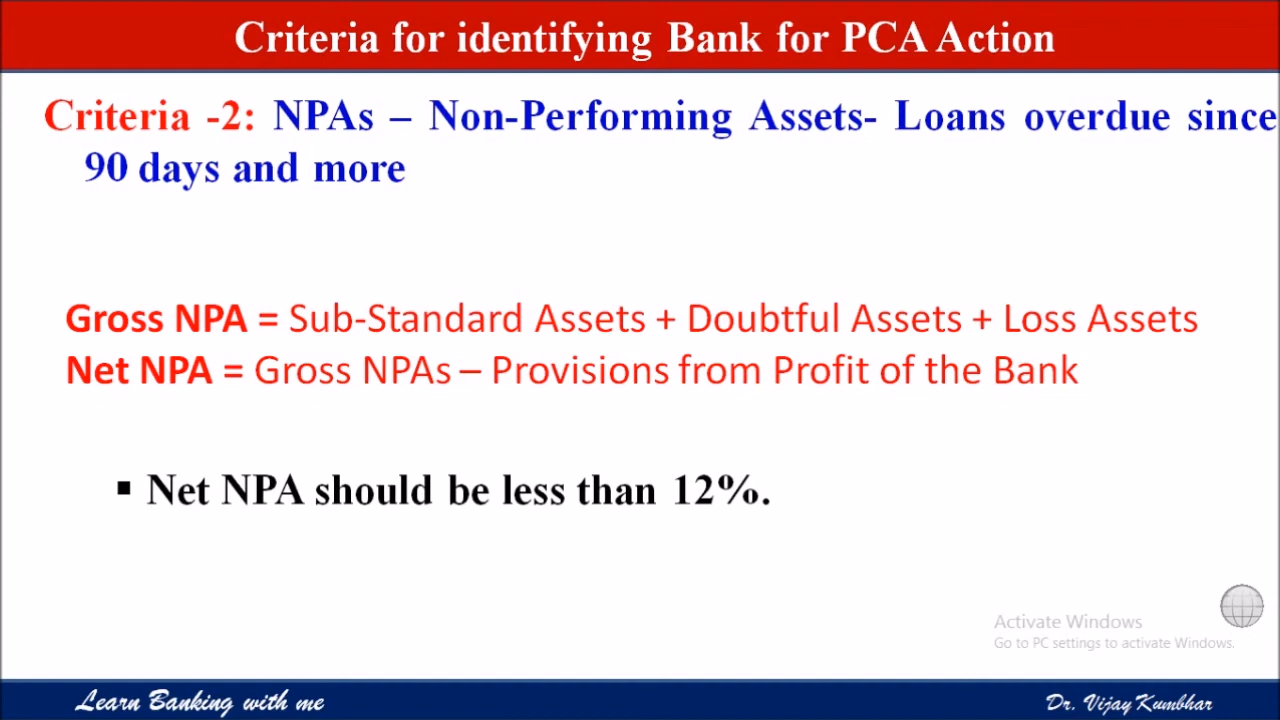 Criteria for identifying Bank for PCA Action
Criteria -2: NPAs – Non-Performing Assets- Loans overdue since
90 days and more
Gross NPA = Sub-Standard Assets + Doubtful Assets + Loss Assets
Net NPA = Gross NPAs – Provisions from Profit of the Bank
▪ Net NPA should be less than 12%.
Activate Windows
Go to PC settings to activate Windows.
Learn Banking with me
Dr. Vijay Kumbhar